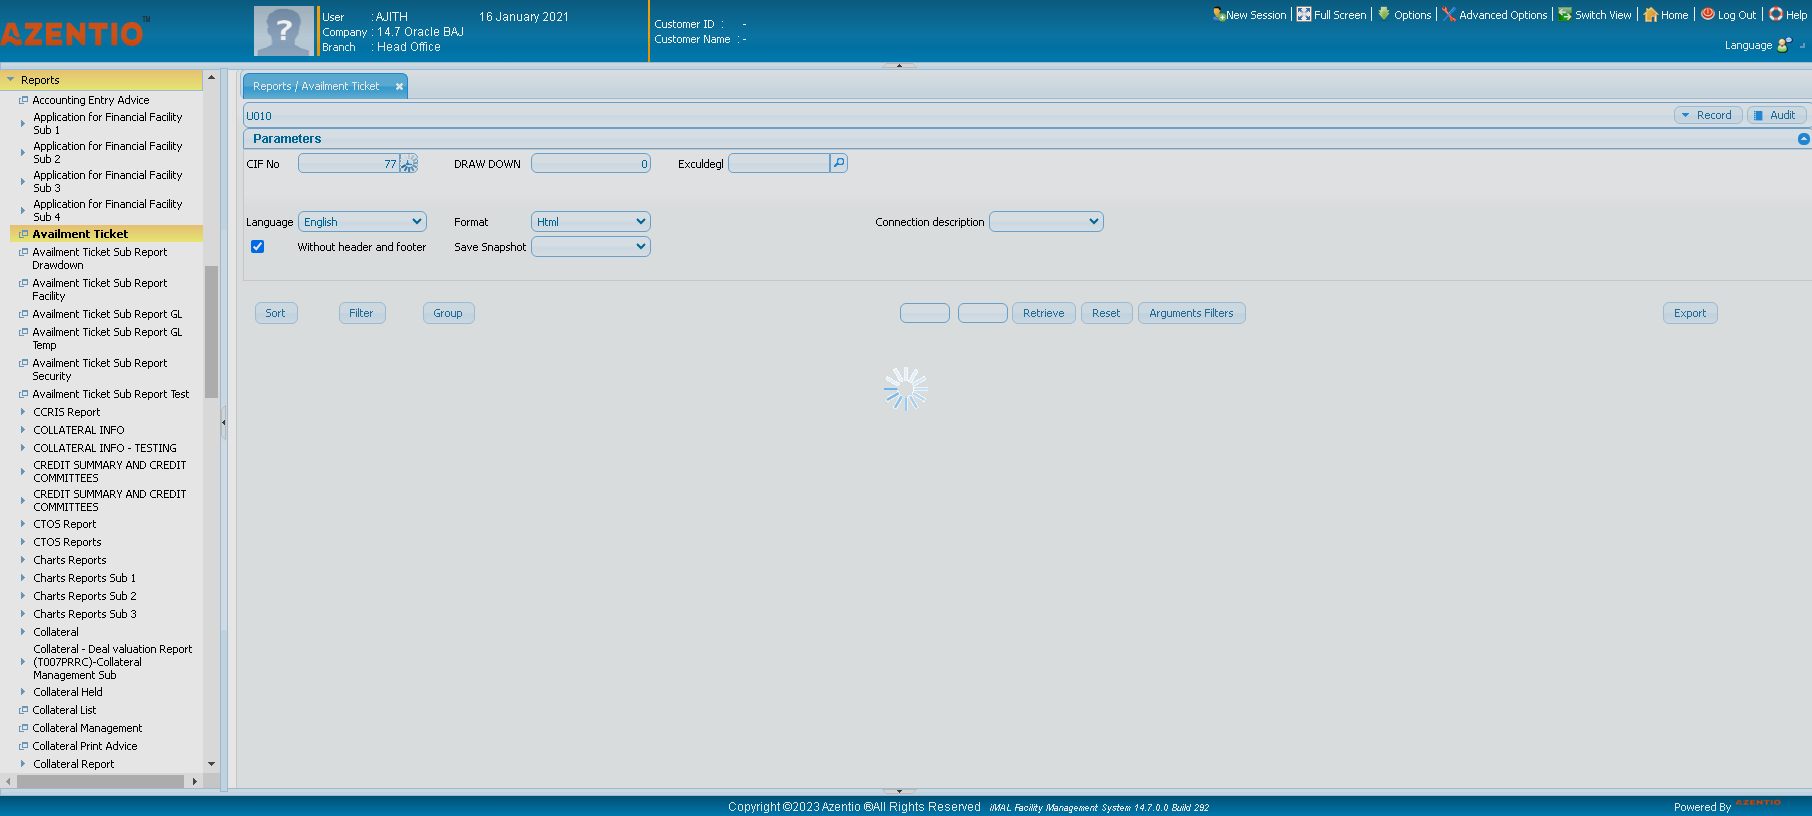 AZENTIO™
User : AJITH 16 January 2021
Company : 14.7 Oracle BAJ
Branch : Head Office
Customer ID : -
Customer Name : -
New Session
Full Screen
Options
Advanced Options
Switch View
Home
Log Out
Help
Language
Reports
Accounting Entry Advice
Application for Financial Facility
Sub 1
Application for Financial Facility
Sub 2
Application for Financial Facility
Sub 3
Application for Financial Facility
Sub 4
Availment Ticket
Availment Ticket Sub Report
Drawdown
Availment Ticket Sub Report
Facility
Availment Ticket Sub Report GL
Availment Ticket Sub Report GL
Temp
Availment Ticket Sub Report
Security
Availment Ticket Sub Report Test
CCRIS Report
COLLATERAL INFO
COLLATERAL INFO - TESTING
CREDIT SUMMARY AND CREDIT
COMMITTEES
CREDIT SUMMARY AND CREDIT
COMMITTEES
CTOS Report
CTOS Reports
Charts Reports
Charts Reports Sub 1
Charts Reports Sub 2
Charts Reports Sub 3
Collateral
Collateral - Deal valuation Report
(T007PRRC)-Collateral
Management Sub
Collateral Held
Collateral List
Collateral Management
Collateral Print Advice
Collateral Report
Reports / Availment Ticket
U010
Record
Audit
Parameters
CIF No 77 DRAW DOWN 0 Exculdegl
Language English Format Html Connection description
Without header and footer Save Snapshot
Sort Filter Group Retrieve Reset Arguments Filters Export
Copyright ©2023 Azentio ®All Rights Reserved iMAL Facility Management System 14.7.0.0 Build 292
Powered By AZENTIO